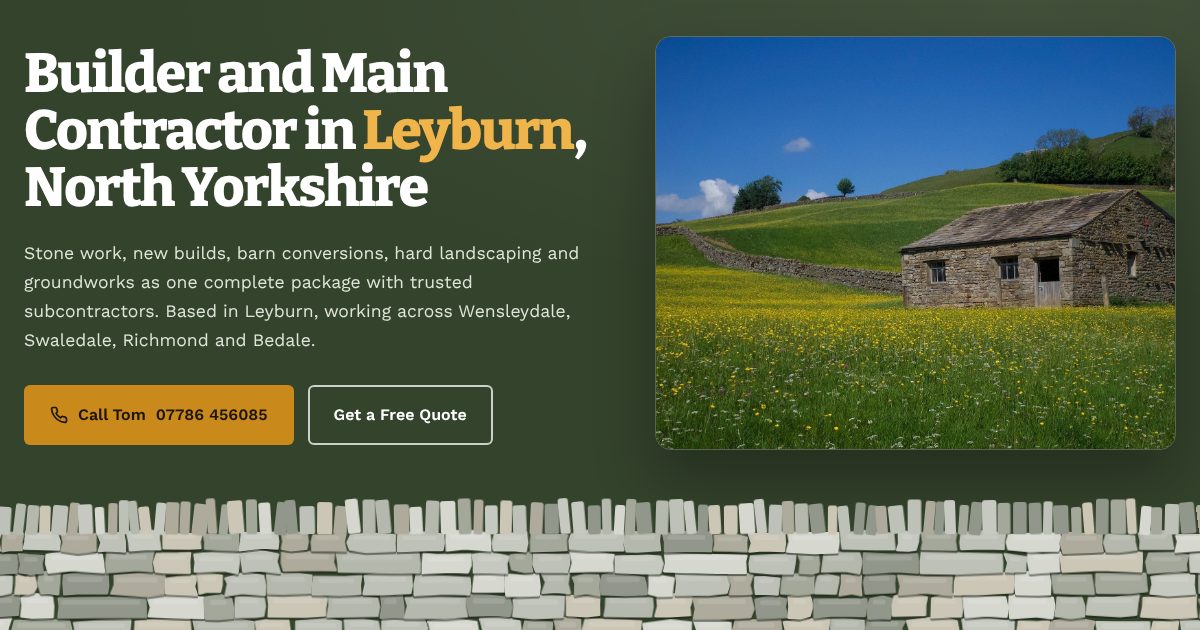 Builder and Main
Contractor in Leyburn,
North Yorkshire
Stone work, new builds, barn conversions, hard landscaping and
groundworks as one complete package with trusted
subcontractors. Based in Leyburn, working across Wensleydale,
Swaledale, Richmond and Bedale.
Call Tom 07786 456085
Get a Free Quote